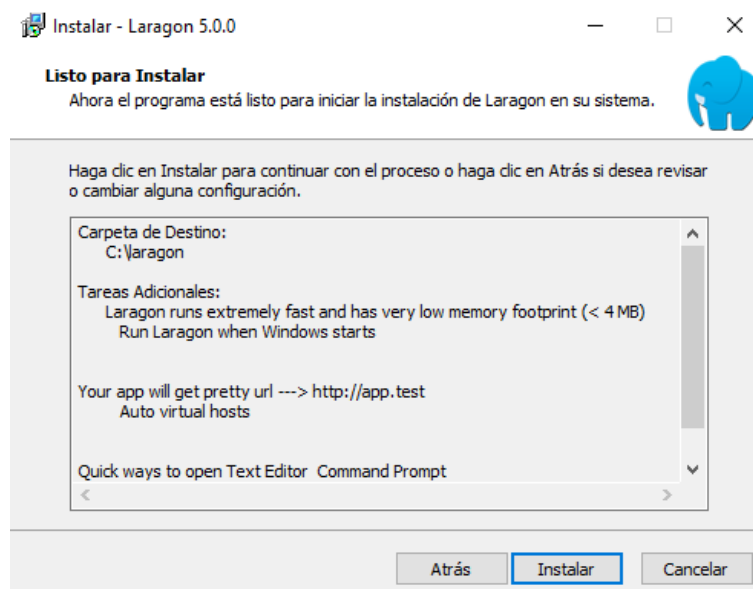 Instalar - Laragon 5.0.0
Listo para Instalar
Ahora el programa está listo para iniciar la instalación de Laragon en su sistema.
Haga clic en Instalar para continuar con el proceso o haga clic en Atrás si desea revisar
o cambiar alguna configuración.
Carpeta de Destino:
C:\laragon
Tareas Adicionales:
Laragon runs extremely fast and has very low memory footprint (< 4 MB)
Run Laragon when Windows starts
Your app will get pretty url ---> http://app.test
Auto virtual hosts
Quick ways to open Text Editor Command Prompt
Atrás
Instalar
Cancelar